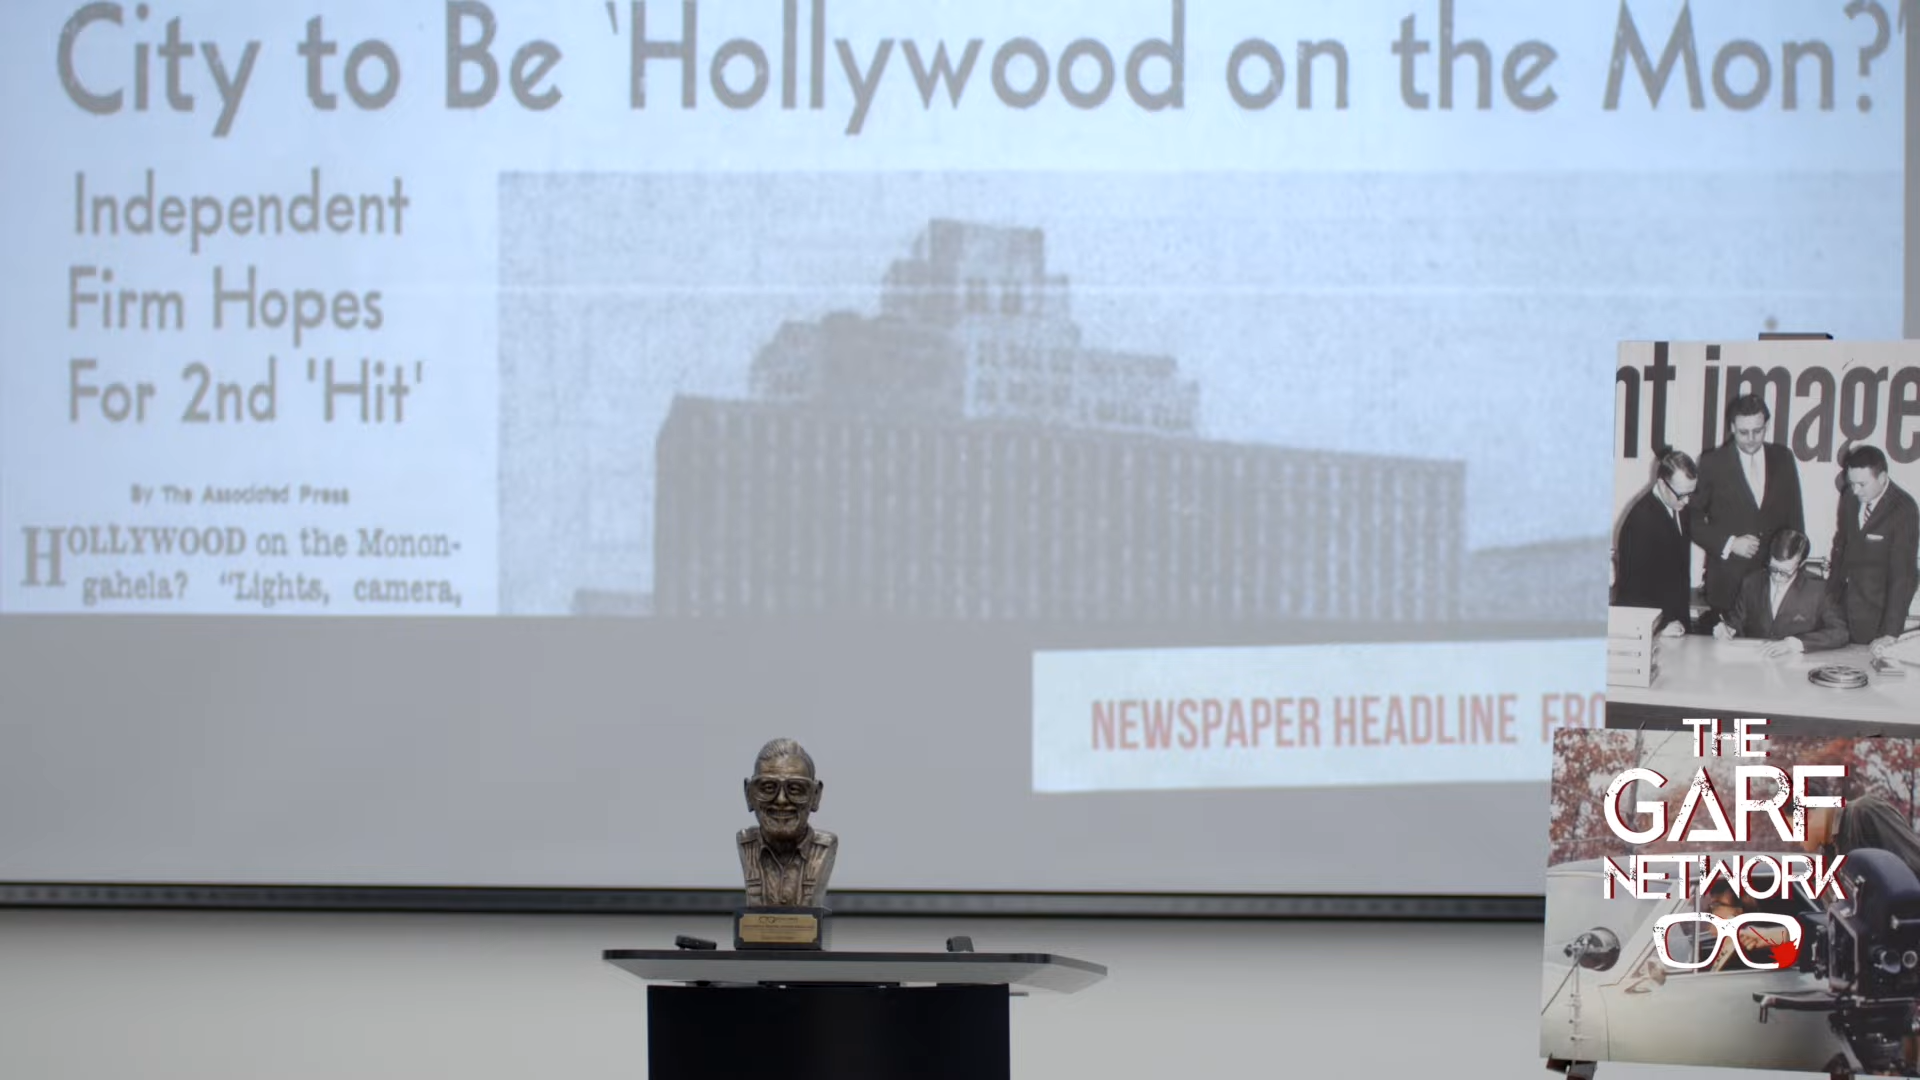 City to Be 'Hollywood on the Mon?'
Independent
Firm Hopes
For 2nd 'Hit'
By The Associated Press
HOLLYWOOD on the Monon-
gahela? "Lights, camera,
NEWSPAPER HEADLINE FRO
nt image
THE
GARF
NETWORK